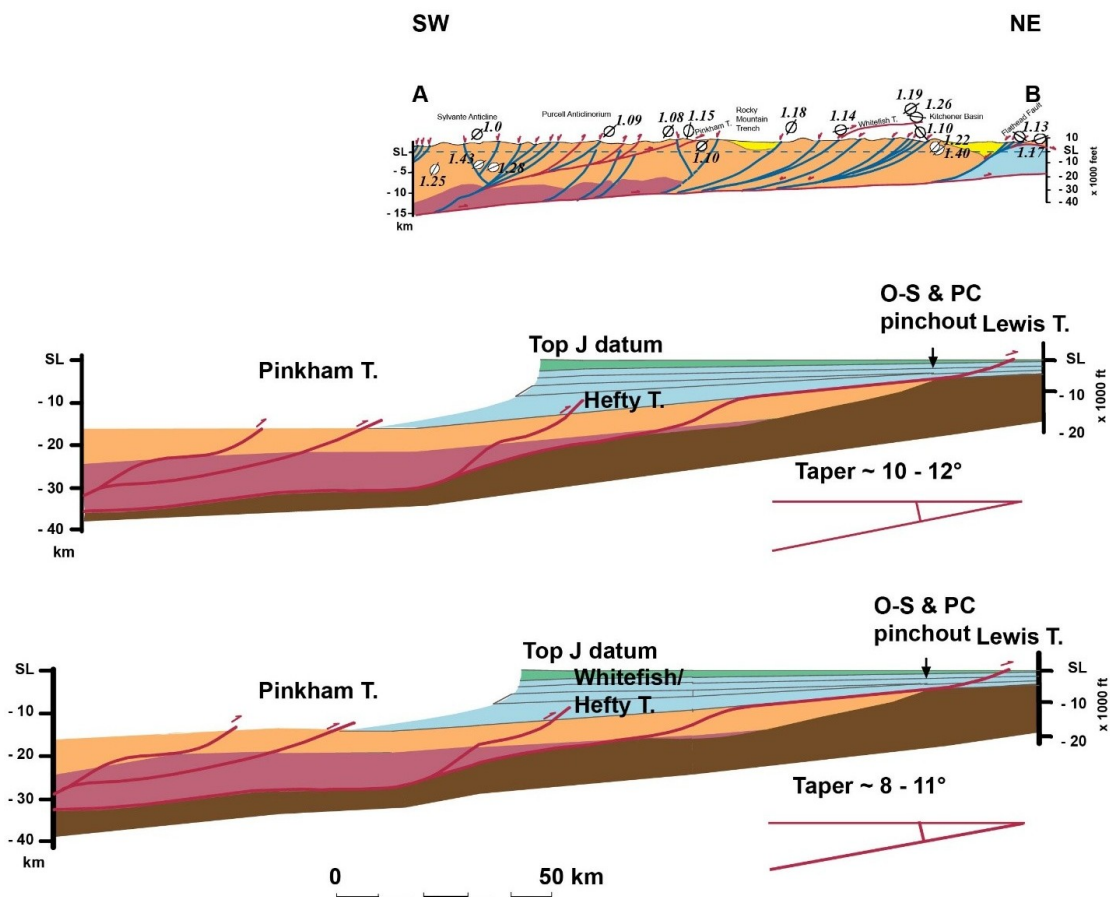 SW
NE
A
B
Sylvante Anticline
1.0
Purcell Anticlinorium
1.09
1.08
1.15
Pinkham T.
Rocky
Mountain
Trench
1.18
1.14
Whitefish T.
1.19
1.26
Kitchener Basin
1.10
Flathead Fault
1.13
1.22
1.17
1.40
1.10
1.43
1.28
1.25
SL
- 5
- 10
- 15
km
10
SL
- 10
- 20
- 30
- 40
x 1000 feet
O-S & PC
pinchout
Lewis T.
Top J datum
Pinkham T.
Hefty T.
SL
- 10
- 20
- 30
- 40
km
SL
- 10
- 20
x 1000 ft
Taper ~ 10 - 12°
O-S & PC
pinchout
Lewis T.
Top J datum
Whitefish/
Hefty T.
Pinkham T.
SL
- 10
- 20
- 30
- 40
km
SL
- 10
- 20
x 1000 ft
Taper ~ 8 - 11°
0
50 km